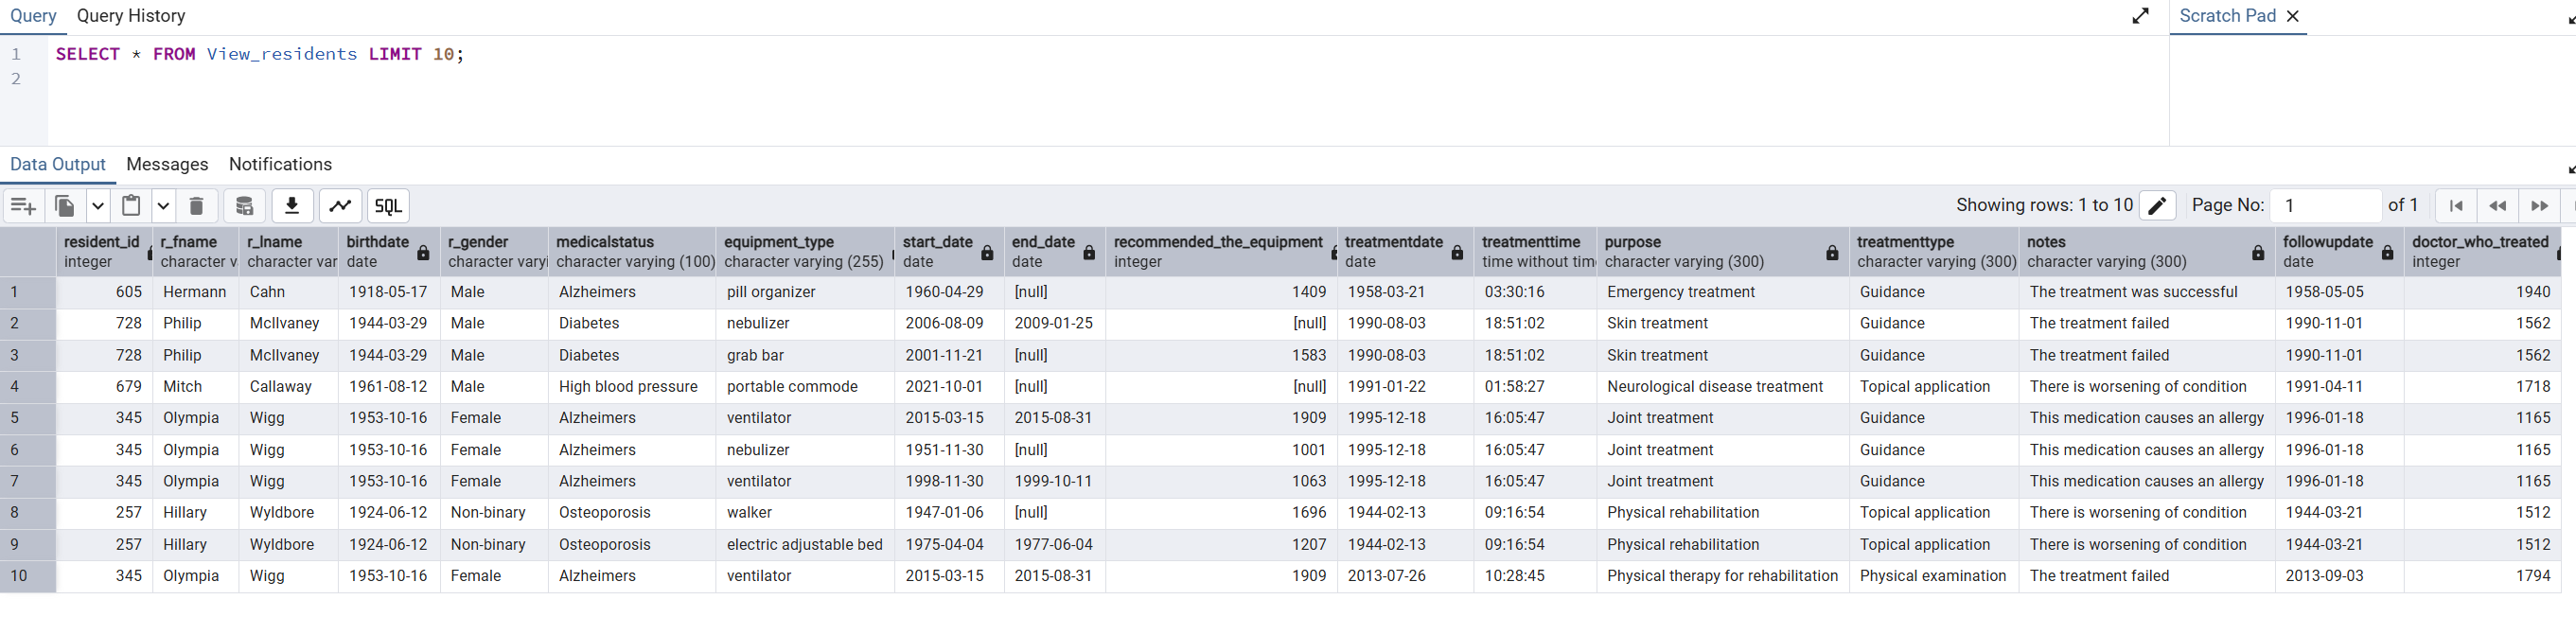 Query Query History Scratch Pad
1 SELECT * FROM View_residents LIMIT 10;
2
Data Output Messages Notifications
SQL Showing rows: 1 to 10 Page No: 1 of 1
resident_id r_fname r_lname birthdate r_gender medicalstatus equipment_type start_date end_date recommended_the_equipment treatmentdate treatmenttime purpose treatmenttype notes followupdate doctor_who_treated
integer character v character var date character varyi character varying (100) character varying (255) date date integer date time without tim character varying (300) character varying (300) character varying (300) date integer
1 605 Hermann Cahn 1918-05-17 Male Alzheimers pill organizer 1960-04-29 [null] 1409 1958-03-21 03:30:16 Emergency treatment Guidance The treatment was successful 1958-05-05 1940
2 728 Philip McIlvaney 1944-03-29 Male Diabetes nebulizer 2006-08-09 2009-01-25 [null] 1990-08-03 18:51:02 Skin treatment Guidance The treatment failed 1990-11-01 1562
3 728 Philip McIlvaney 1944-03-29 Male Diabetes grab bar 2001-11-21 [null] 1583 1990-08-03 18:51:02 Skin treatment Guidance The treatment failed 1990-11-01 1562
4 679 Mitch Callaway 1961-08-12 Male High blood pressure portable commode 2021-10-01 [null] [null] 1991-01-22 01:58:27 Neurological disease treatment Topical application There is worsening of condition 1991-04-11 1718
5 345 Olympia Wigg 1953-10-16 Female Alzheimers ventilator 2015-03-15 2015-08-31 1909 1995-12-18 16:05:47 Joint treatment Guidance This medication causes an allergy 1996-01-18 1165
6 345 Olympia Wigg 1953-10-16 Female Alzheimers nebulizer 1951-11-30 [null] 1001 1995-12-18 16:05:47 Joint treatment Guidance This medication causes an allergy 1996-01-18 1165
7 345 Olympia Wigg 1953-10-16 Female Alzheimers ventilator 1998-11-30 1999-10-11 1063 1995-12-18 16:05:47 Joint treatment Guidance This medication causes an allergy 1996-01-18 1165
8 257 Hillary Wyldbore 1924-06-12 Non-binary Osteoporosis walker 1947-01-06 [null] 1696 1944-02-13 09:16:54 Physical rehabilitation Topical application There is worsening of condition 1944-03-21 1512
9 257 Hillary Wyldbore 1924-06-12 Non-binary Osteoporosis electric adjustable bed 1975-04-04 1977-06-04 1207 1944-02-13 09:16:54 Physical rehabilitation Topical application There is worsening of condition 1944-03-21 1512
10 345 Olympia Wigg 1953-10-16 Female Alzheimers ventilator 2015-03-15 2015-08-31 1909 2013-07-26 10:28:45 Physical therapy for rehabilitation Physical examination The treatment failed 2013-09-03 1794